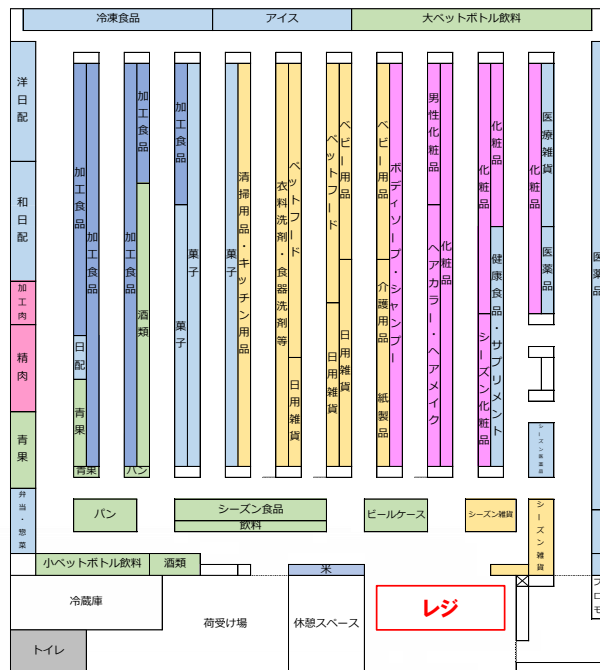 冷凍食品
アイス
大ペットボトル飲料
洋日配
和日配
加工肉
精肉
青果
弁当・惣菜
加工食品
日配
青果
加工食品
青果
加工食品
加工食品
酒類
パン
加工食品
菓子
菓子
菓子
清掃用品・キッチン用品
衣料洗剤・食器洗剤等
ペットフード
日用雑貨
ペットフード
日用雑貨
ベビー用品
日用雑貨
ベビー用品
介護用品
紙製品
ボディソープ・シャンプー
男性化粧品
ヘアカラー・ヘアメイク
化粧品
化粧品
シーズン化粧品
化粧品
健康食品・サプリメント
化粧品
医療雑貨
医薬品
シーズン医薬品
医薬品
パン
シーズン食品
飲料
ビールケース
シーズン雑貨
シーズン雑貨
小ペットボトル飲料
酒類
米
冷蔵庫
荷受け場
休憩スペース
レジ
プロモ
トイレ